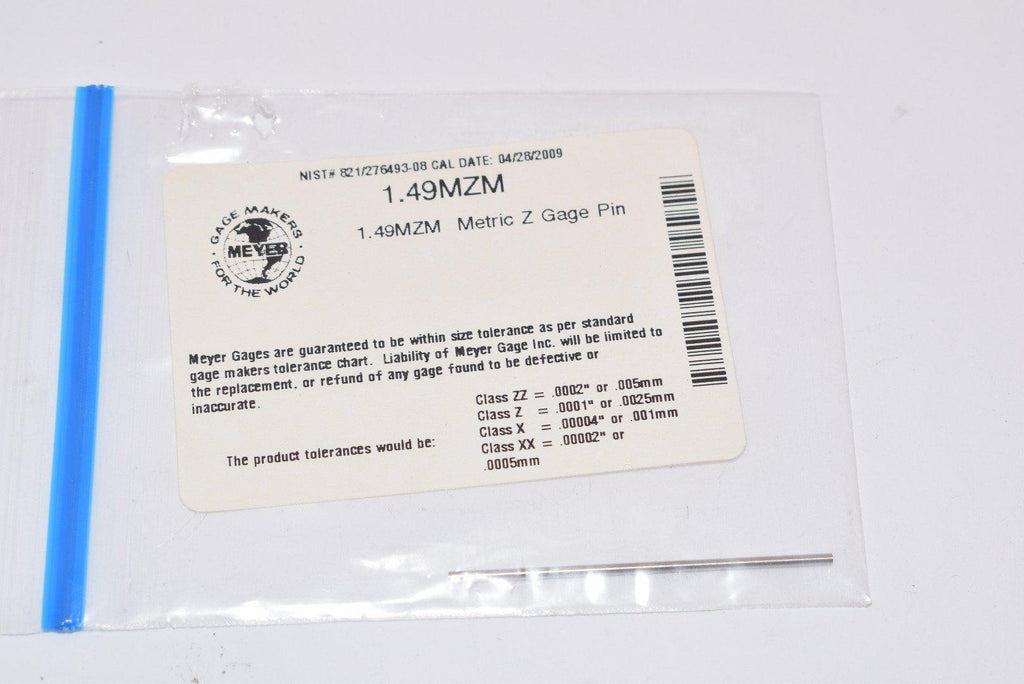 NIST# 821/276493-08 CAL DATE: 04/28/2009
1.49MZM
1.49MZM Metric Z Gage Pin
GAGE MAKERS
MEYER
FOR THE WORLD
Meyer Gages are guaranteed to be within size tolerance as per standard
gage makers tolerance chart. Liability of Meyer Gage Inc. will be limited to
the replacement, or refund of any gage found to be defective or
inaccurate.
The product tolerances would be:
Class ZZ = .0002" or .005mm
Class Z = .0001" or .0025mm
Class X = .00004" or .001mm
Class XX = .00002" or
.0005mm